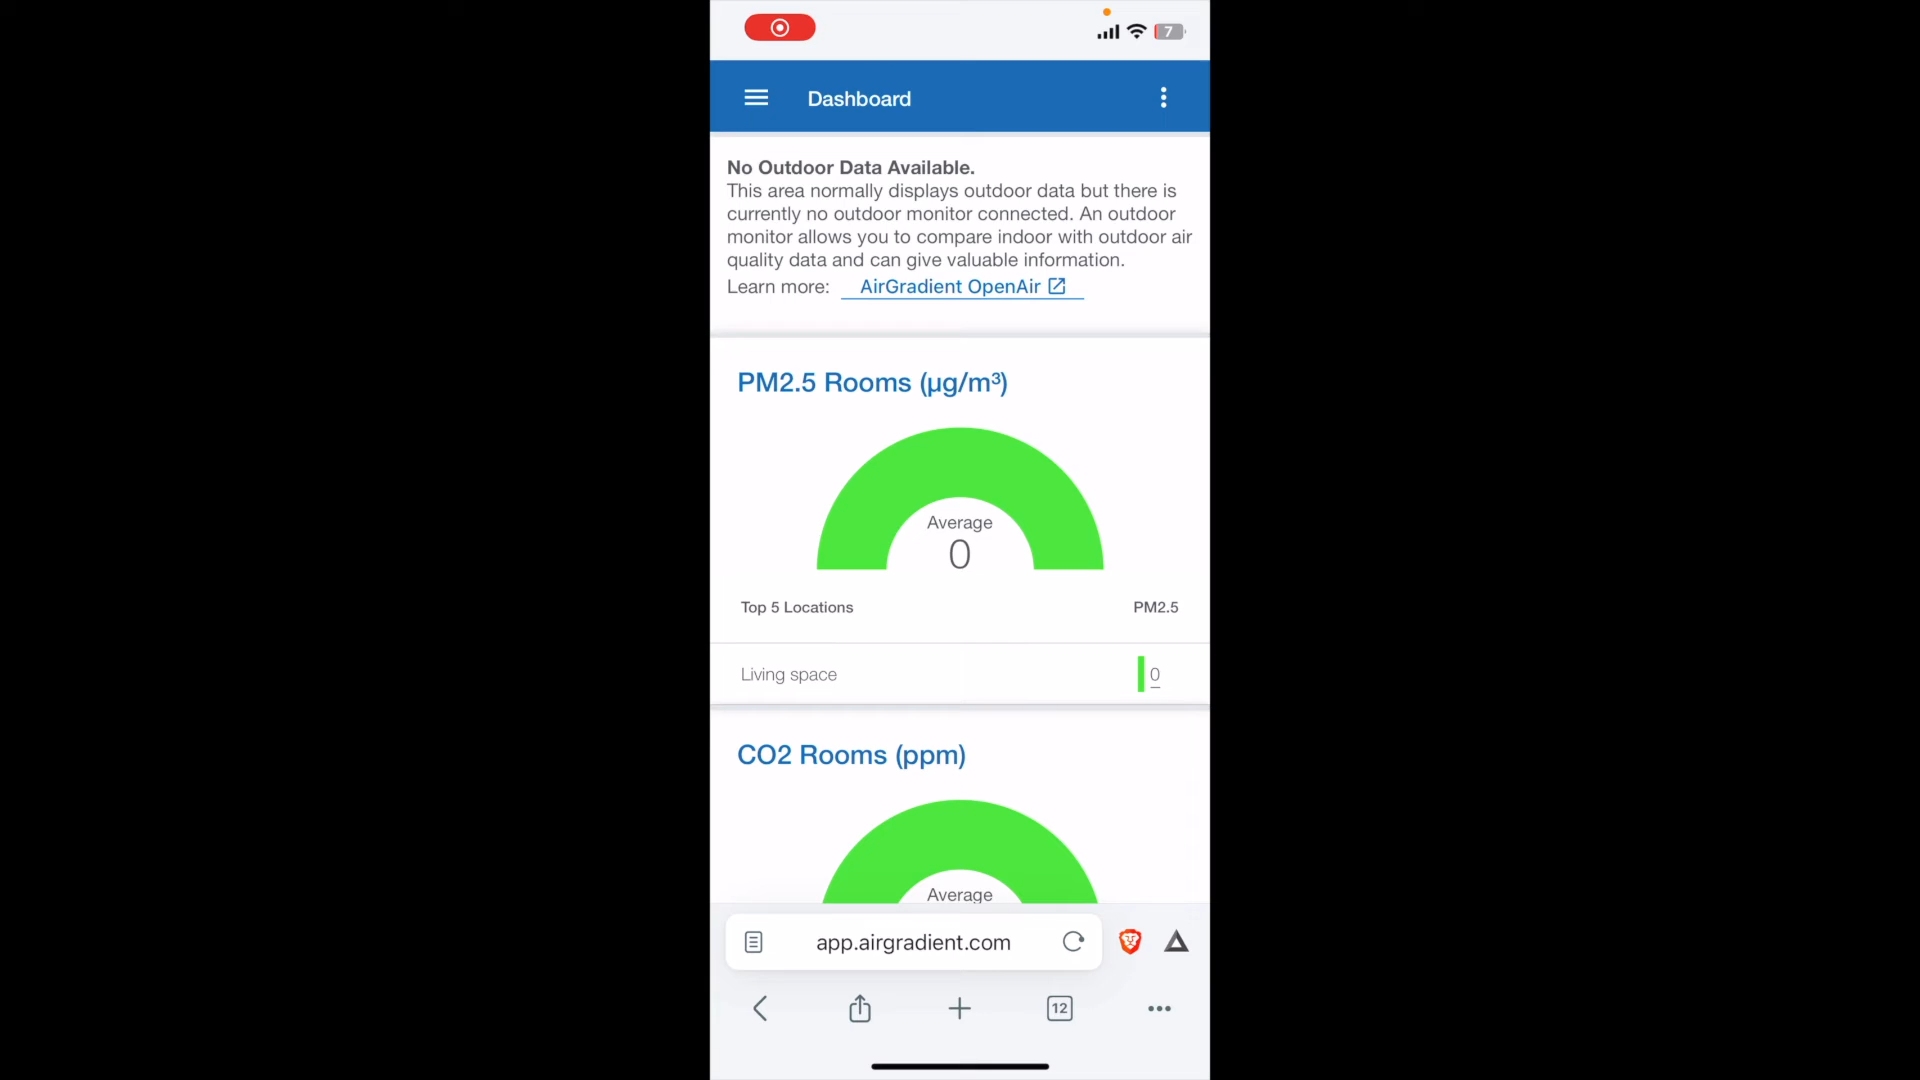 7
Dashboard
No Outdoor Data Available.
This area normally displays outdoor data but there is
currently no outdoor monitor connected. An outdoor
monitor allows you to compare indoor with outdoor air
quality data and can give valuable information.
Learn more: AirGradient OpenAir
PM2.5 Rooms (µg/m³)
Average
0
Top 5 Locations PM2.5
Living space 0
CO2 Rooms (ppm)
Average
app.airgradient.com
12